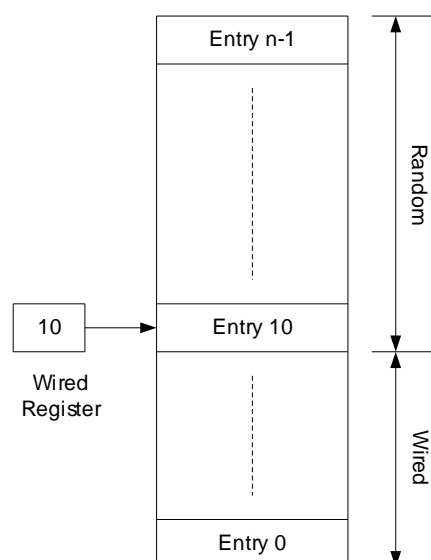 Entry n-1
Random
10
Entry 10
Wired
Register
Wired
Entry 0